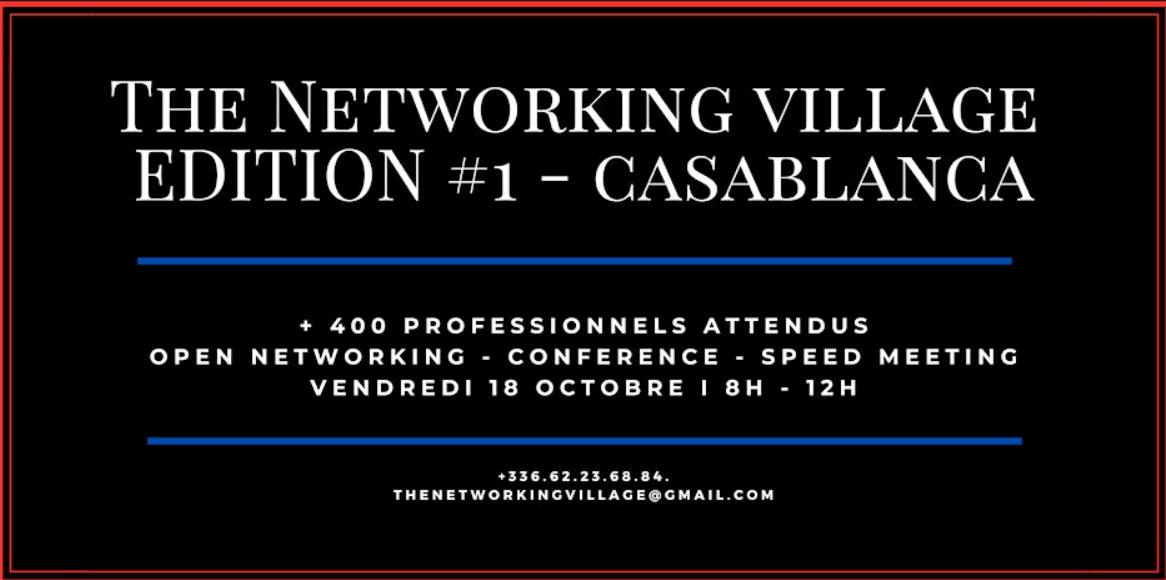 The Networking village
EDITION #1 - casablanca
+ 400 PROFESSIONNELS ATTENDUS
OPEN NETWORKING - CONFERENCE - SPEED MEETING
VENDREDI 18 OCTOBRE I 8H - 12H
+336.62.23.68.84.
THENETWORKINGVILLAGE@GMAIL.COM